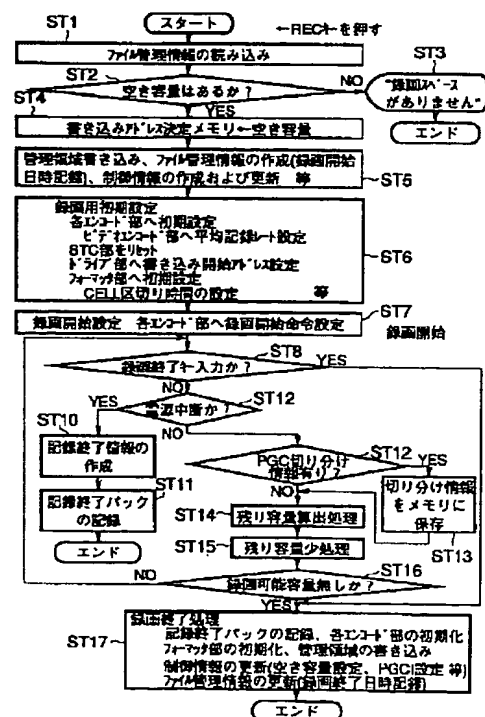 スタート
←RECｷｰを押す
ST1
ﾌｧｲﾙ管理情報の読み込み
ST2
空き容量はあるか？
NO
YES
ST3
"録画ｽﾍﾟｰｽ
がありません"
エンド
ST4
書き込みｱﾄﾞﾚｽ決定メモリ←空き容量
管理領域書き込み、ﾌｧｲﾙ管理情報の作成(録画開始
日時記録)、制御情報の作成および更新　等
ST5
録画用初期設定
各ｴﾝｺｰﾄﾞ部へ初期設定
ﾋﾞﾃﾞｵｴﾝｺｰﾄﾞ部へ平均記録ﾚｰﾄ設定
STC部をﾘｾｯﾄ
ﾄﾞﾗｲﾌﾞ部へ書き込み開始ｱﾄﾞﾚｽ設定
ﾌｫｰﾏｯﾀ部へ初期設定
CELL区切り時間の設定　等
ST6
録画開始設定　各ｴﾝｺｰﾄﾞ部へ録画開始命令設定
ST7
録画開始
ST8
録画終了ｷｰ入力か？
YES
NO
ST12
電源中断か？
YES
NO
ST10
記録終了情報の
作成
ST11
記録終了パック
の記録
エンド
ST12
PGC切り分け
情報有り？
YES
NO
切り分け情報
をメモリに
保存
ST13
ST14
残り容量算出処理
ST15
残り容量少処理
ST16
録画可能容量無しか？
NO
YES
ST17
録画終了処理
記録終了パックの記録、各ｴﾝｺｰﾄﾞ部の初期化
ﾌｫｰﾏｯﾀ部の初期化、管理領域の書き込み
制御情報の更新(空き容量設定、PGCI設定 等)
ﾌｧｲﾙ管理情報の更新(録画終了日時記録)
エンド